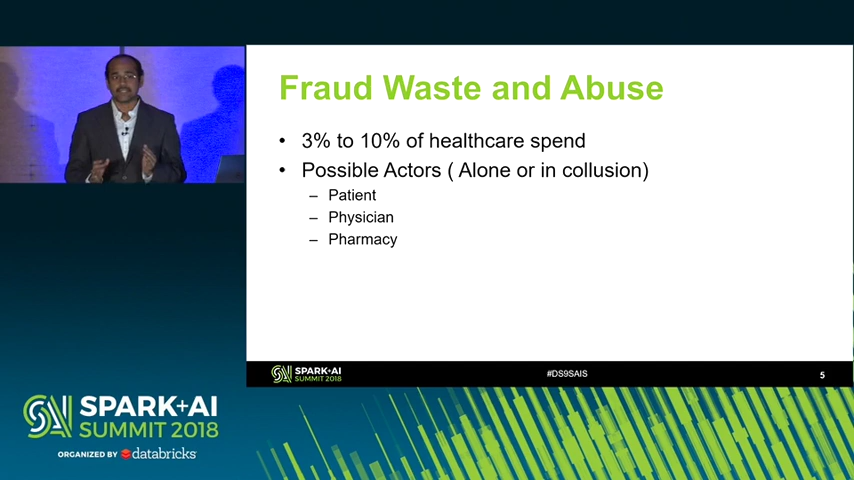 Fraud Waste and Abuse
• 3% to 10% of healthcare spend
• Possible Actors ( Alone or in collusion)
– Patient
– Physician
– Pharmacy
SPARK+AI
SUMMIT 2018
#DS9SAIS
5
SPARK+AI
SUMMIT 2018
ORGANIZED BY databricks